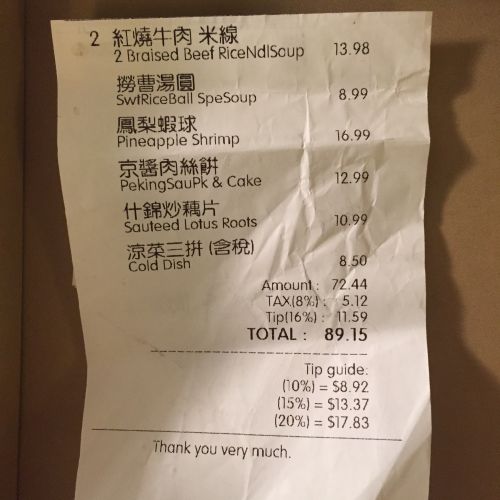 2 紅燒牛肉 米線
2 Braised Beef RiceNdlSoup 13.98
撈曹湯圓
SwtRiceBall SpeSoup 8.99
鳳梨蝦球
Pineapple Shrimp 16.99
京醬肉絲餅
PekingSauPk & Cake 12.99
什錦炒藕片
Sauteed Lotus Roots 10.99
涼菜三拼 (含稅)
Cold Dish 8.50
Amount : 72.44
TAX(8%) : 5.12
Tip(16%) : 11.59
TOTAL : 89.15
Tip guide:
(10%) = $8.92
(15%) = $13.37
(20%) = $17.83
Thank you very much.